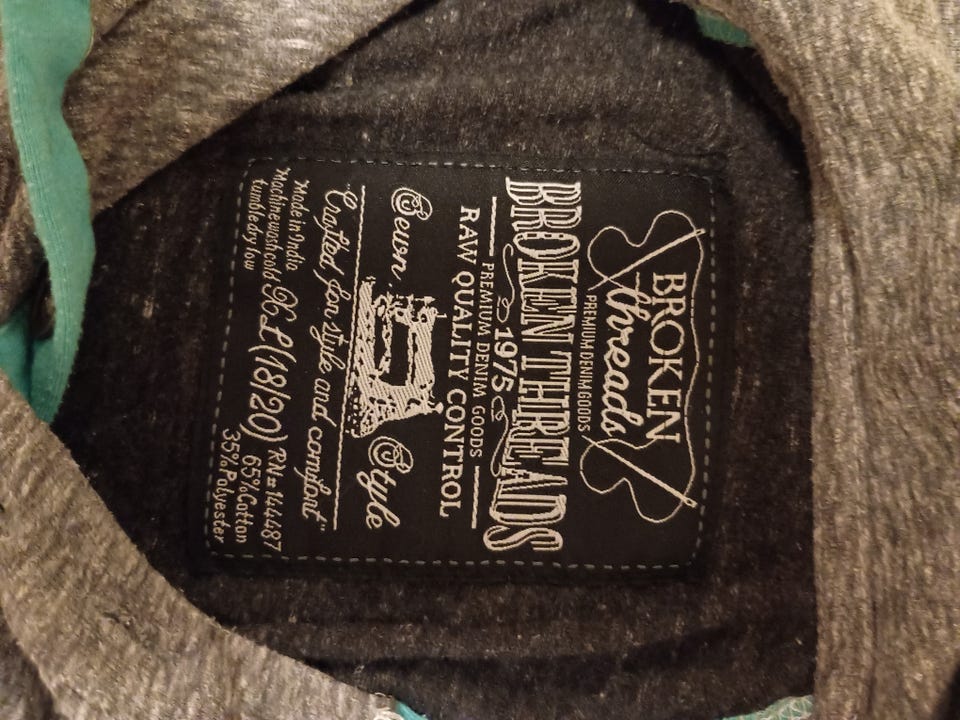 BROKEN
threads
PREMIUM DENIM GOODS
BROKEN THREADS
1975
PREMIUM DENIM GOODS
RAW QUALITY CONTROL
Sewn Style
"Crafted for style and comfort"
Made in India
Machine wash cold
tumble dry low
XL(18/20)
RN# 144487
65% Cotton
35% Polyester